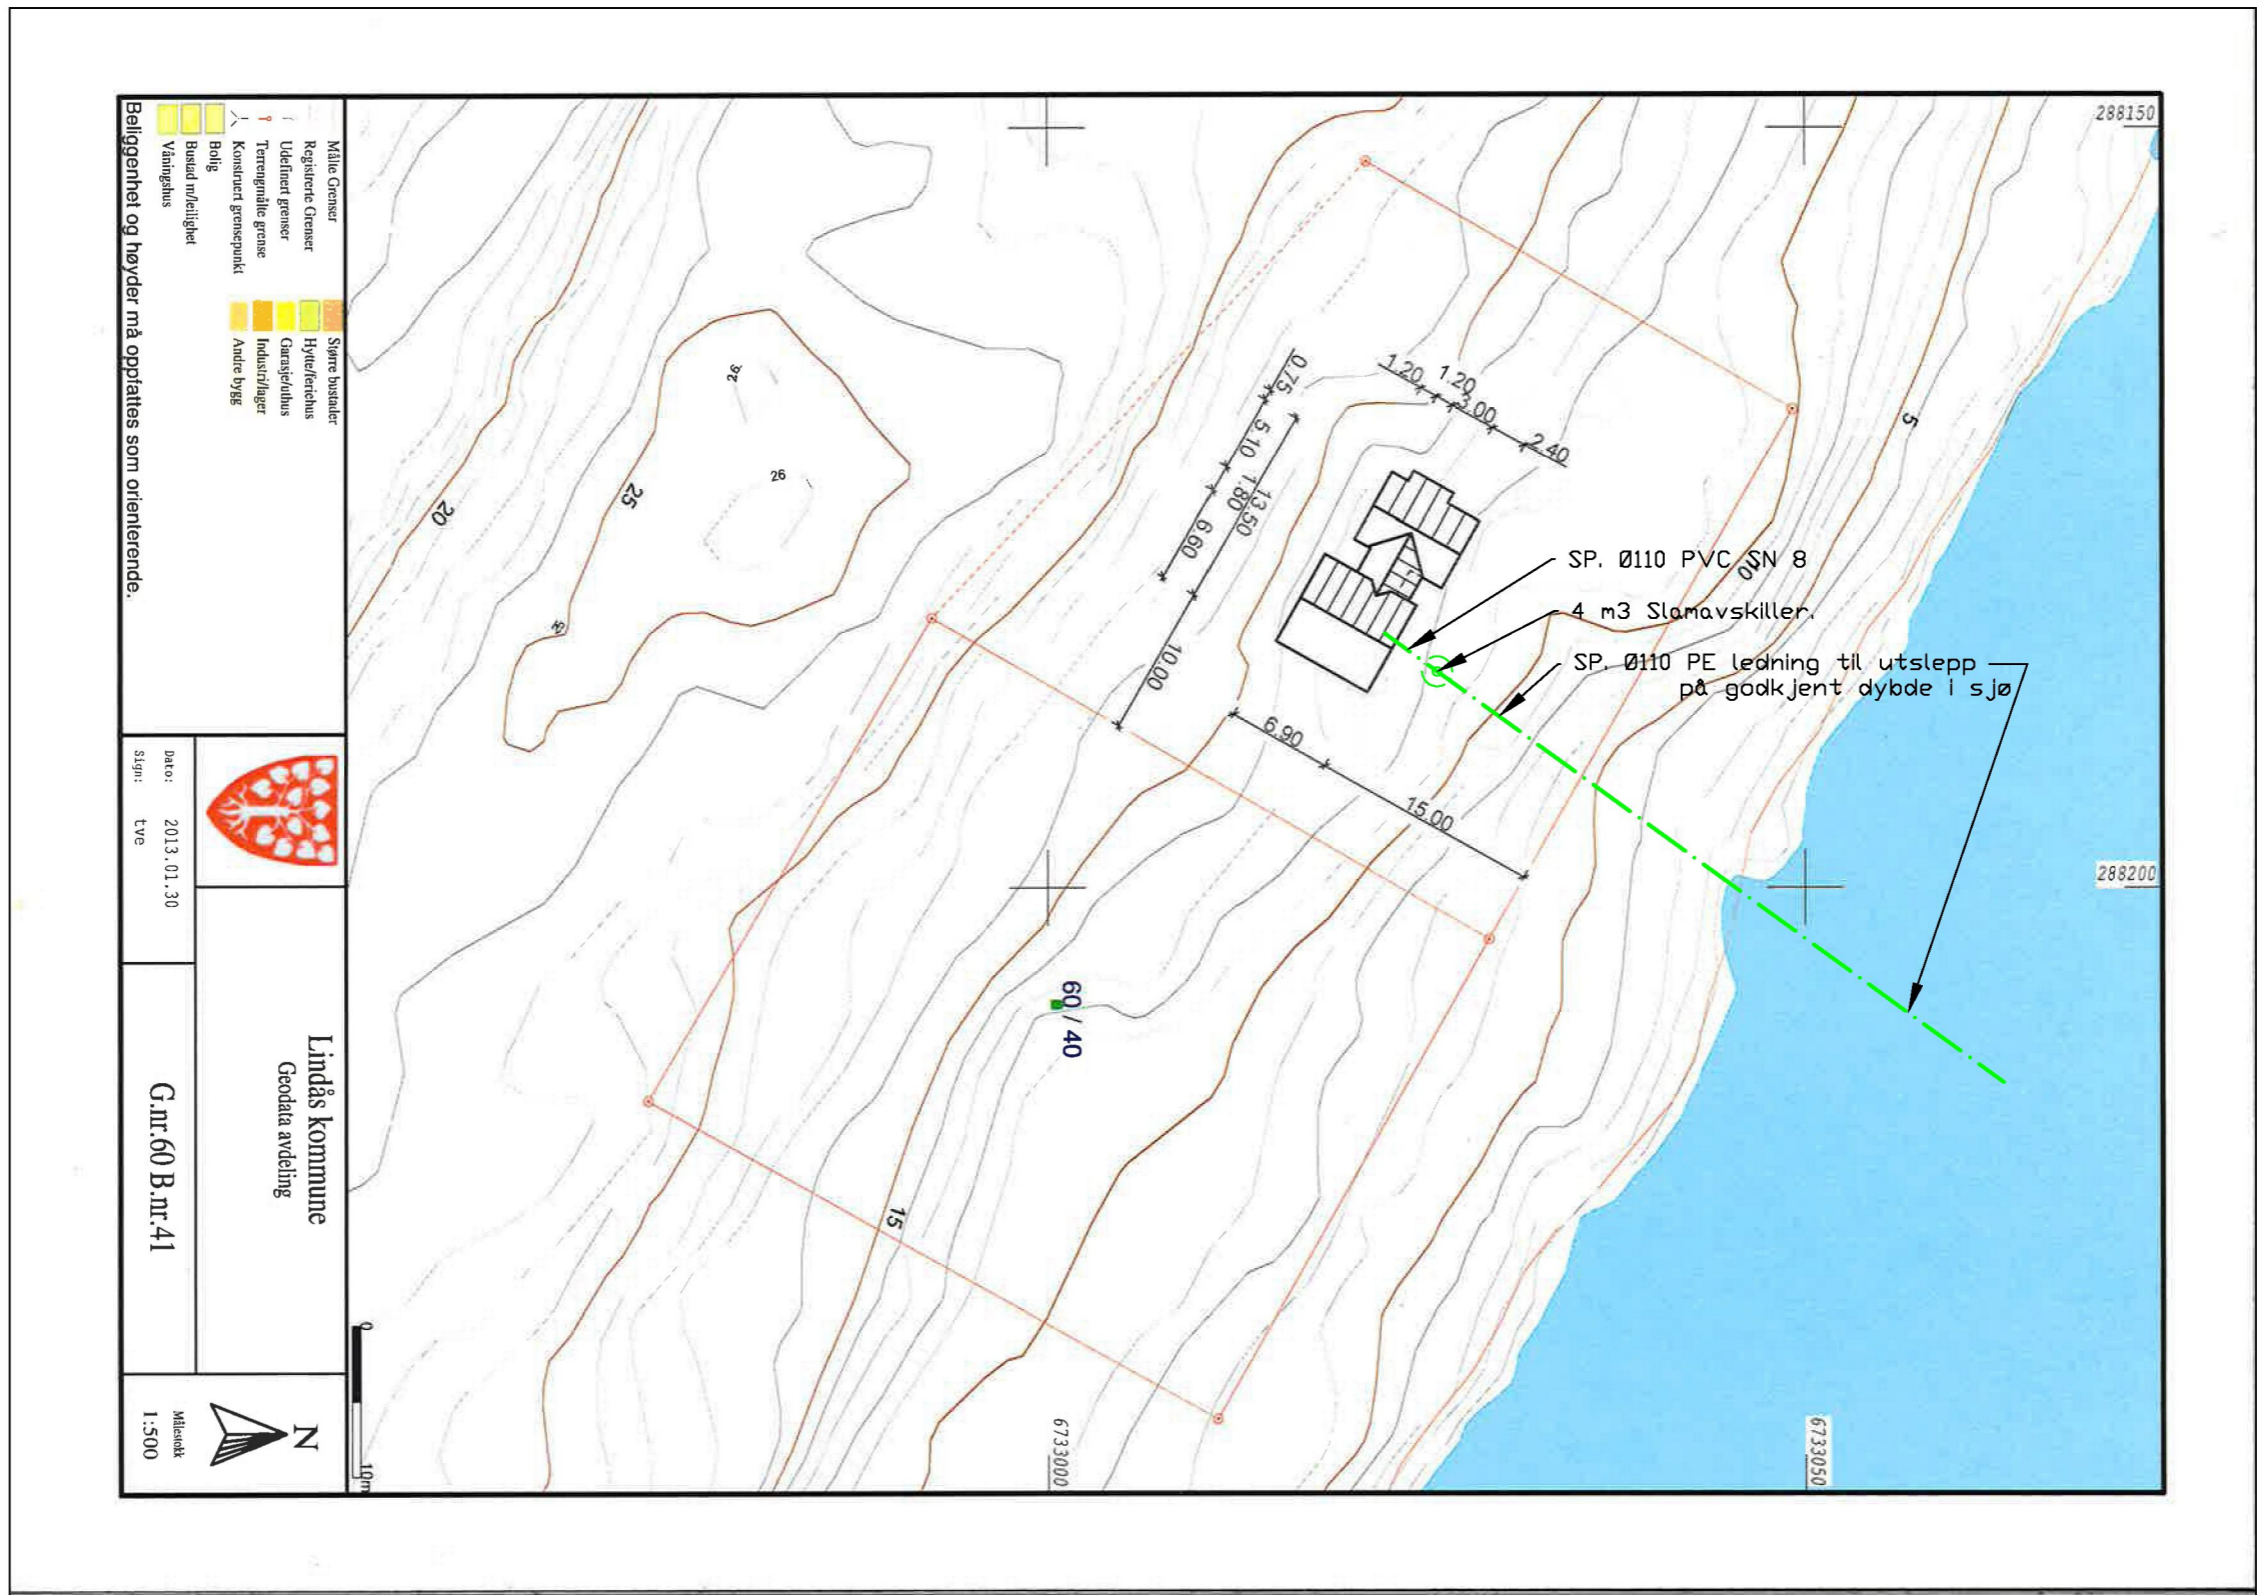 288150
5
1.20
1.20
3.00
2.40
0.75
5.10
1.80
13.50
6.60
10.00
6.90
15.00
SP. Ø110 PVC SN 8
10
4 m3 Slamavskiller.
SP. Ø110 PE ledning til utslepp
på godkjent dybde i sjø
26
26
25
25
20
288200
60 / 40
15
6733000
6733050
Målte Grenser
Registrerte Grenser
Udefinert grenser
Terrengmålte grense
Konstruert grensepunkt
Bolig
Bustad m/leilighet
Våningshus
Større bustader
Hytte/feriehus
Garasje/uthus
Industri/lager
Andre bygg
Beliggenhet og høyder må oppfattes som orienterende.
Lindås kommune
Geodata avdeling
Dato: 2013.01.30
Sign: tve
G.nr.60 B.nr.41
N
Målestokk
1:500
0
10m